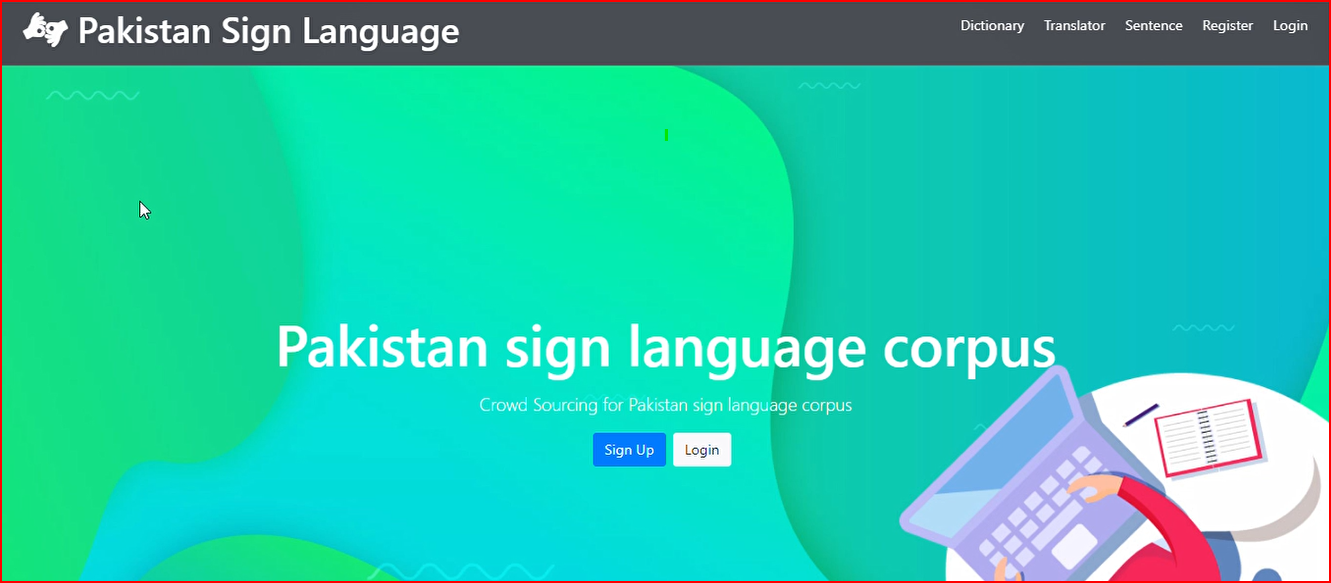 Pakistan Sign Language
Dictionary Translator Sentence Register Login
Pakistan sign language corpus
Crowd Sourcing for Pakistan sign language corpus
Sign Up Login